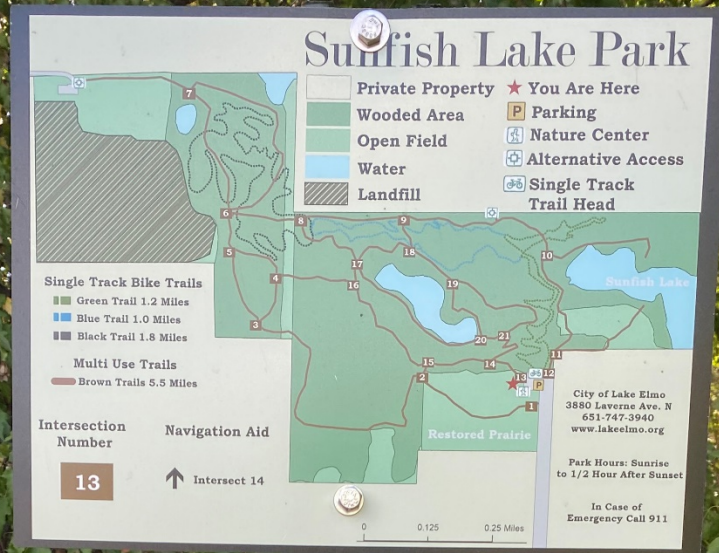 Sunfish Lake Park
Private Property
Wooded Area
Open Field
Water
Landfill
You Are Here
P Parking
Nature Center
Alternative Access
Single Track
Trail Head
7
6
8
9
10
5
4
3
17
16
18
19
20
21
15
14
2
13
12
11
1
P
Sunfish Lake
Restored Prairie
Single Track Bike Trails
Green Trail 1.2 Miles
Blue Trail 1.0 Miles
Black Trail 1.8 Miles
Multi Use Trails
Brown Trails 5.5 Miles
Intersection
Number
13
Navigation Aid
Intersect 14
City of Lake Elmo
3880 Laverne Ave. N
651-747-3940
www.lakeelmo.org
Park Hours: Sunrise
to 1/2 Hour After Sunset
In Case of
Emergency Call 911
0 0.125 0.25 Miles